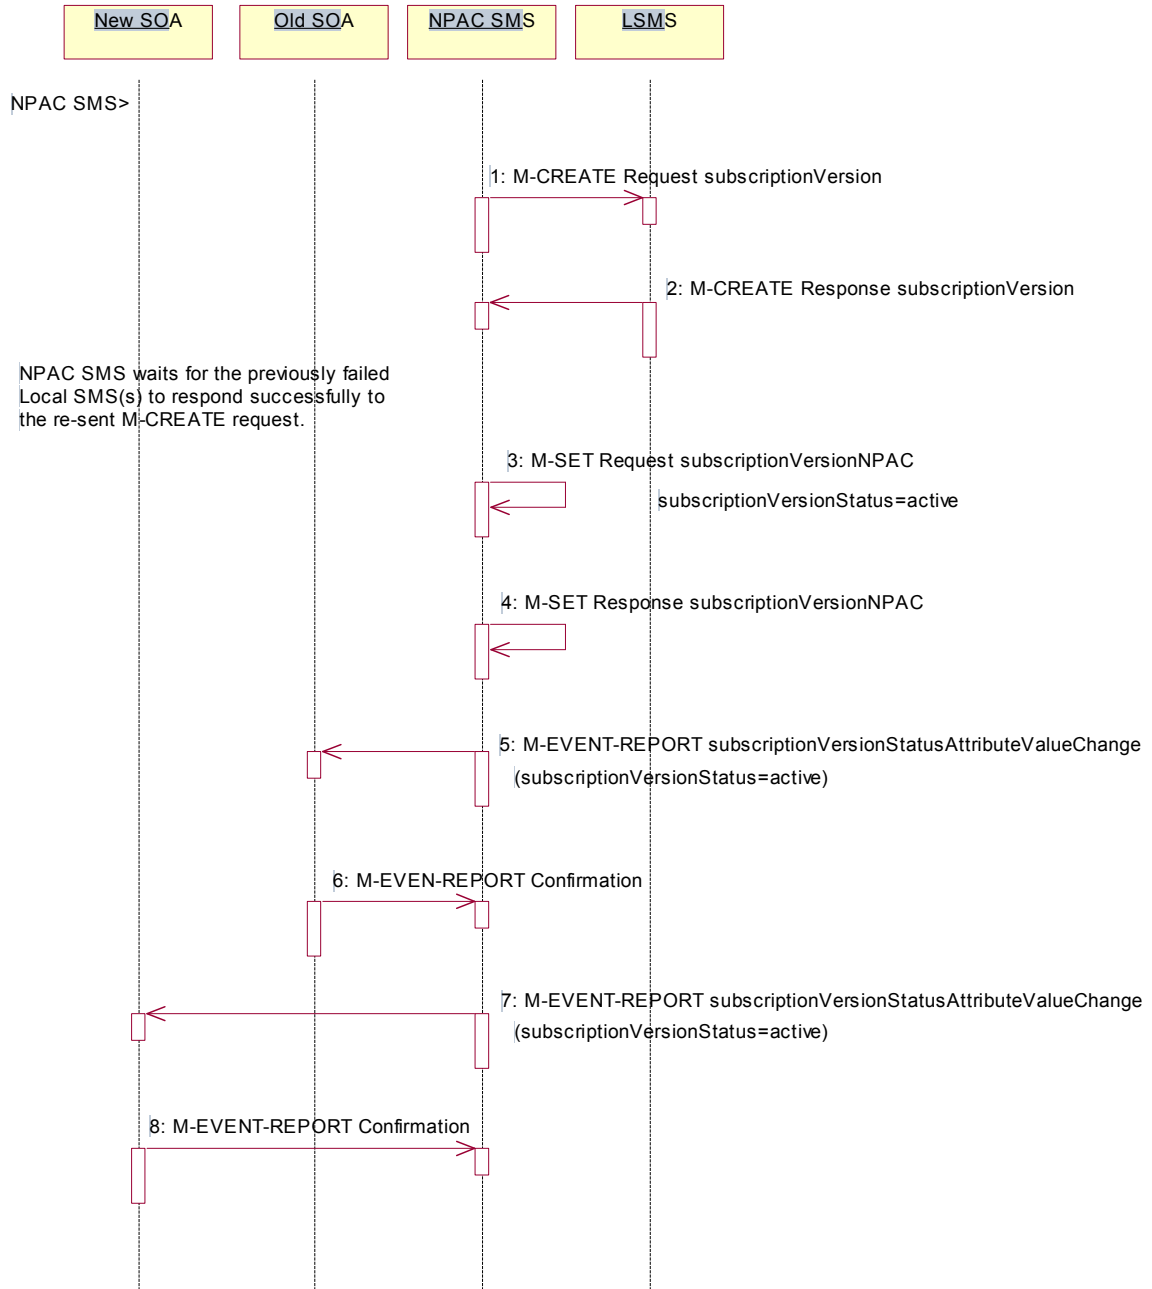 New SOA
Old SOA
NPAC SMS
LSMS
NPAC SMS>
1: M-CREATE Request subscriptionVersion
2: M-CREATE Response subscriptionVersion
NPAC SMS waits for the previously failed
Local SMS(s) to respond successfully to
the re-sent M-CREATE request.
3: M-SET Request subscriptionVersionNPAC
subscriptionVersionStatus=active
4: M-SET Response subscriptionVersionNPAC
5: M-EVENT-REPORT subscriptionVersionStatusAttributeValueChange
(subscriptionVersionStatus=active)
6: M-EVEN-REPORT Confirmation
7: M-EVENT-REPORT subscriptionVersionStatusAttributeValueChange
(subscriptionVersionStatus=active)
8: M-EVENT-REPORT Confirmation